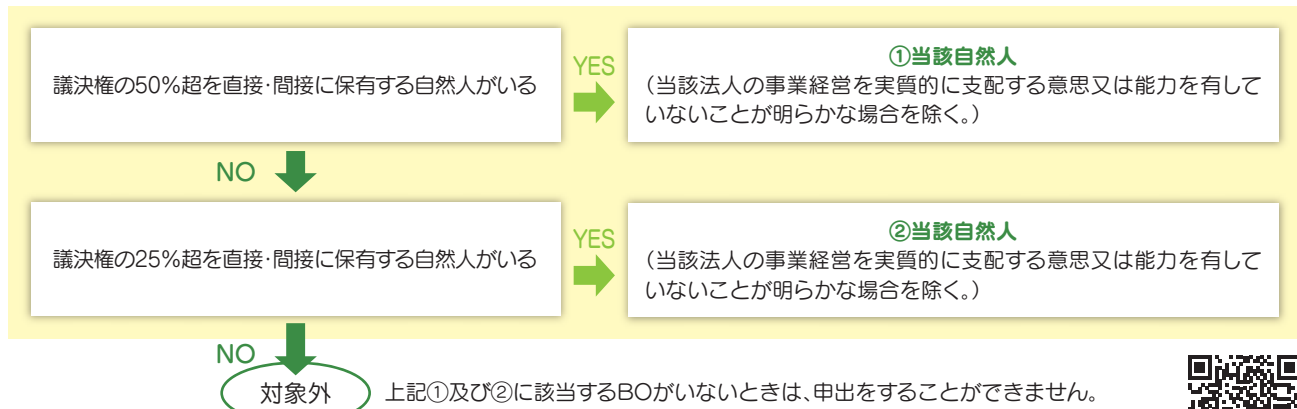 議決権の50％超を直接・間接に保有する自然人がいる
YES
①当該自然人
（当該法人の事業経営を実質的に支配する意思又は能力を有して
いないことが明らかな場合を除く。）
NO
議決権の25％超を直接・間接に保有する自然人がいる
YES
②当該自然人
（当該法人の事業経営を実質的に支配する意思又は能力を有して
いないことが明らかな場合を除く。）
NO
対象外
上記①及び②に該当するBOがいないときは、申出をすることができません。